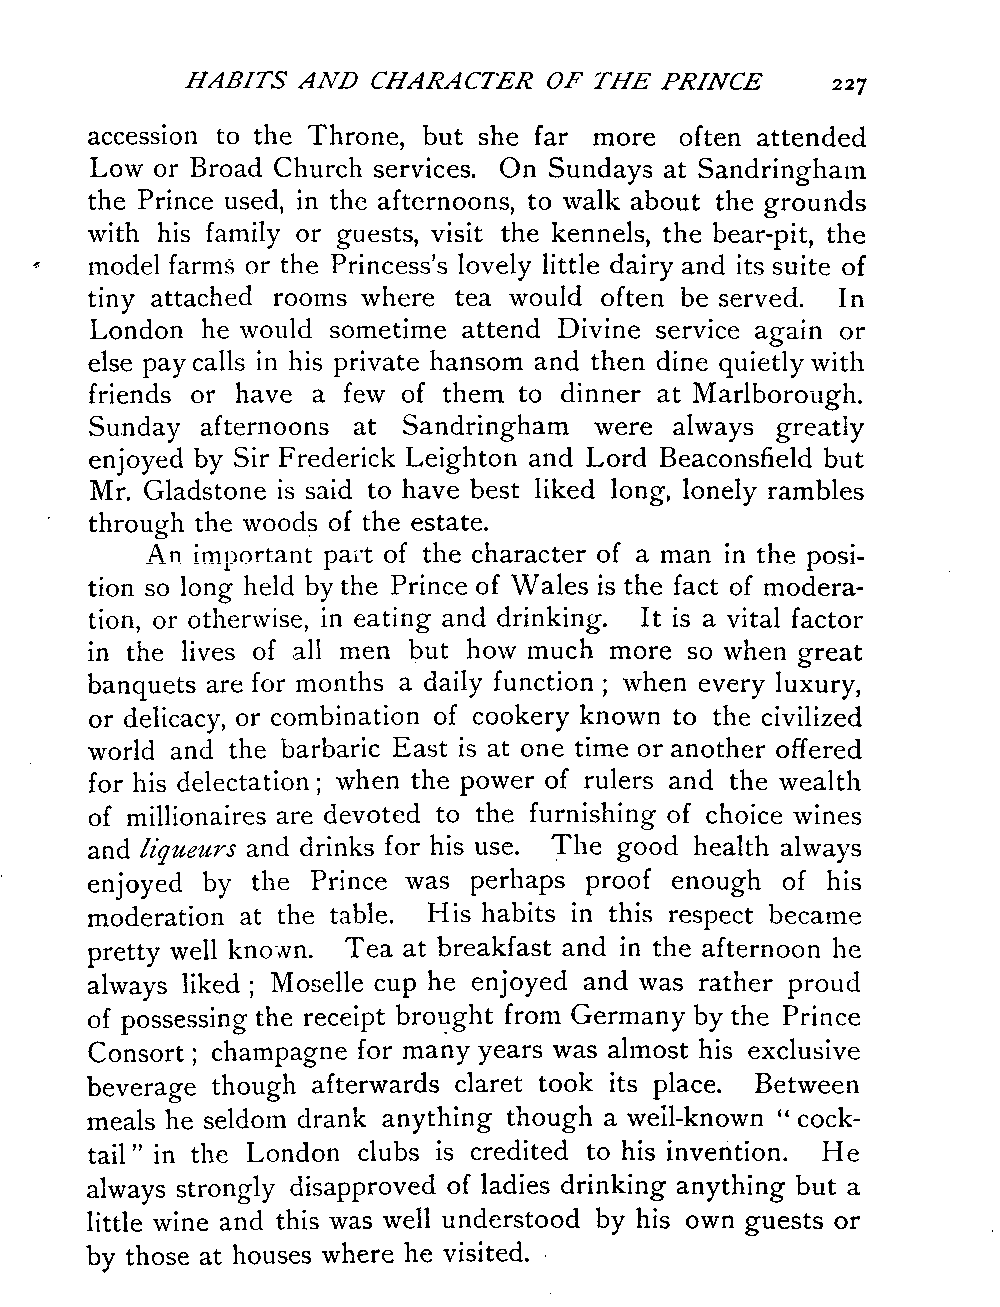 HABITS AND CHARACTER OF THE PRINCE 227
accession to the Throne, but she far more often attended
Low or Broad Church services. On Sundays at Sandringham
the Prince used, in the afternoons, to walk about the grounds
with his family or guests, visit the kennels, the bear-pit, the
model farms or the Princess's lovely little dairy and its suite of
tiny attached rooms where tea would often be served. In
London he would sometime attend Divine service again or
else pay calls in his private hansom and then dine quietly with
friends or have a few of them to dinner at Marlborough.
Sunday afternoons at Sandringham were always greatly
enjoyed by Sir Frederick Leighton and Lord Beaconsfield but
Mr. Gladstone is said to have best liked long, lonely rambles
through the woods of the estate.
An important part of the character of a man in the posi-
tion so long held by the Prince of Wales is the fact of modera-
tion, or otherwise, in eating and drinking. It is a vital factor
in the lives of all men but how much more so when great
banquets are for months a daily function ; when every luxury,
or delicacy, or combination of cookery known to the civilized
world and the barbaric East is at one time or another offered
for his delectation ; when the power of rulers and the wealth
of millionaires are devoted to the furnishing of choice wines
and liqueurs and drinks for his use. The good health always
enjoyed by the Prince was perhaps proof enough of his
moderation at the table. His habits in this respect became
pretty well known. Tea at breakfast and in the afternoon he
always liked ; Moselle cup he enjoyed and was rather proud
of possessing the receipt brought from Germany by the Prince
Consort ; champagne for many years was almost his exclusive
beverage though afterwards claret took its place. Between
meals he seldom drank anything though a well-known “ cock-
tail ” in the London clubs is credited to his invention. He
always strongly disapproved of ladies drinking anything but a
little wine and this was well understood by his own guests or
by those at houses where he visited.